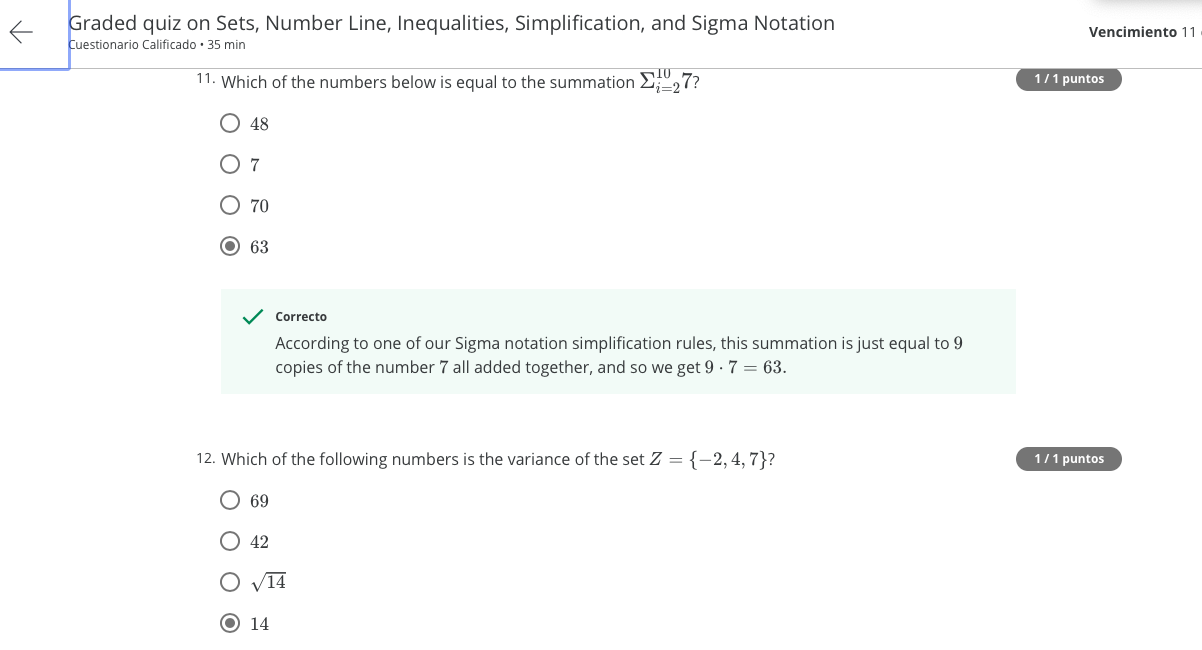 Graded quiz on Sets, Number Line, Inequalities, Simplification, and Sigma Notation
Cuestionario Calificado • 35 min
Vencimiento 11
11. Which of the numbers below is equal to the summation $\Sigma_{i=2}^{10} 7$?
1 / 1 puntos
48
7
70
63
Correcto
According to one of our Sigma notation simplification rules, this summation is just equal to 9
copies of the number 7 all added together, and so we get 9 · 7 = 63.
12. Which of the following numbers is the variance of the set Z = {−2, 4, 7}?
1 / 1 puntos
69
42
√14
14